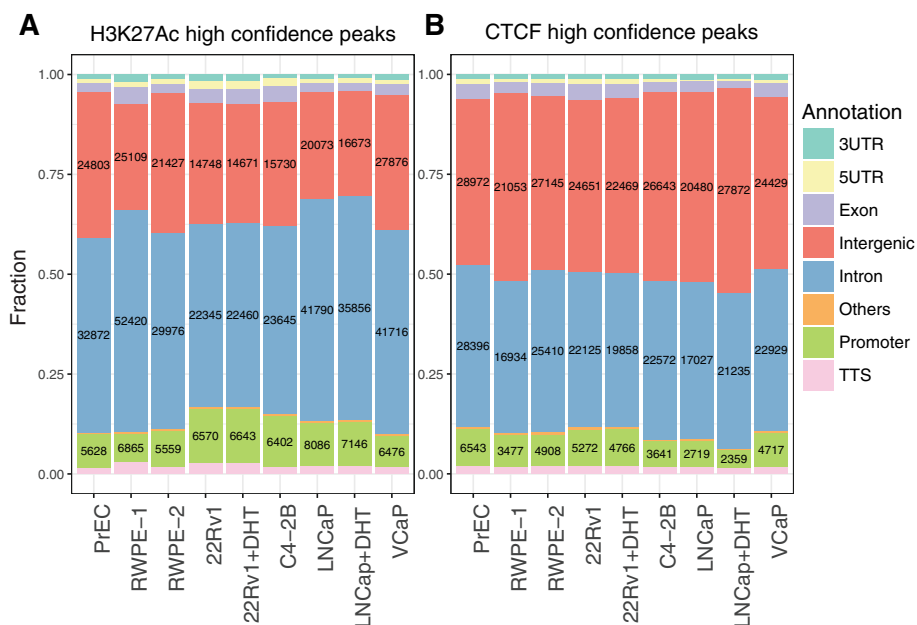 A
H3K27Ac high confidence peaks
B
CTCF high confidence peaks
Fraction
1.00
0.75
0.50
0.25
0.00
24803 25109 21427 14748 14671 15730 20073 16673 27876
32872 52420 29976 22345 22460 23645 41790 35856 41716
5628 6865 5559 6570 6643 6402 8086 7146 6476
PrEC RWPE-1 RWPE-2 22Rv1 22Rv1+DHT C4-2B LNCaP LNCap+DHT VCaP
1.00
0.75
0.50
0.25
0.00
28972 21053 27145 24651 22469 26643 20480 27872 24429
28396 16934 25410 22125 19858 22572 17027 21235 22929
6543 3477 4908 5272 4766 3641 2719 2359 4717
PrEC RWPE-1 RWPE-2 22Rv1 22Rv1+DHT C4-2B LNCaP LNCap+DHT VCaP
Annotation
3UTR
5UTR
Exon
Intergenic
Intron
Others
Promoter
TTS